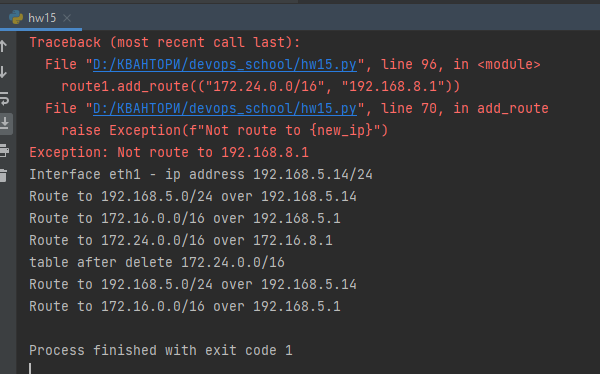 hw15
Traceback (most recent call last):
File "D:/КВАНТОРИ/devops_school/hw15.py", line 96, in <module>
route1.add_route(("172.24.0.0/16", "192.168.8.1"))
File "D:/КВАНТОРИ/devops_school/hw15.py", line 70, in add_route
raise Exception(f"Not route to {new_ip}")
Exception: Not route to 192.168.8.1
Interface eth1 - ip address 192.168.5.14/24
Route to 192.168.5.0/24 over 192.168.5.14
Route to 172.16.0.0/16 over 192.168.5.1
Route to 172.24.0.0/16 over 172.16.8.1
table after delete 172.24.0.0/16
Route to 192.168.5.0/24 over 192.168.5.14
Route to 172.16.0.0/16 over 192.168.5.1
Process finished with exit code 1